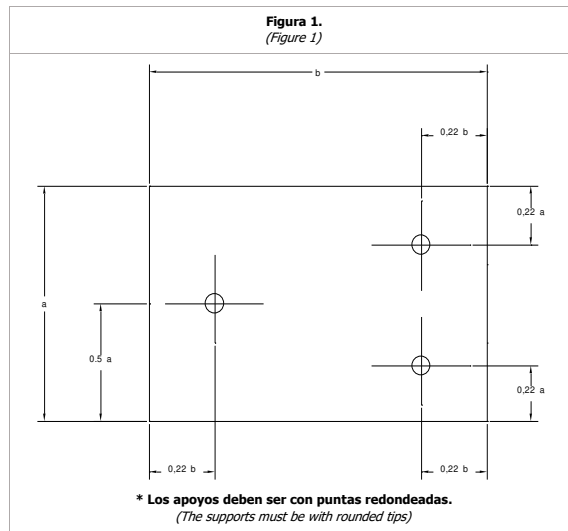 Figura 1.
(Figure 1)
b
0,22 b
0,22 a
a
0.5 a
0,22 a
0,22 b
0,22 b
* Los apoyos deben ser con puntas redondeadas.
(The supports must be with rounded tips)